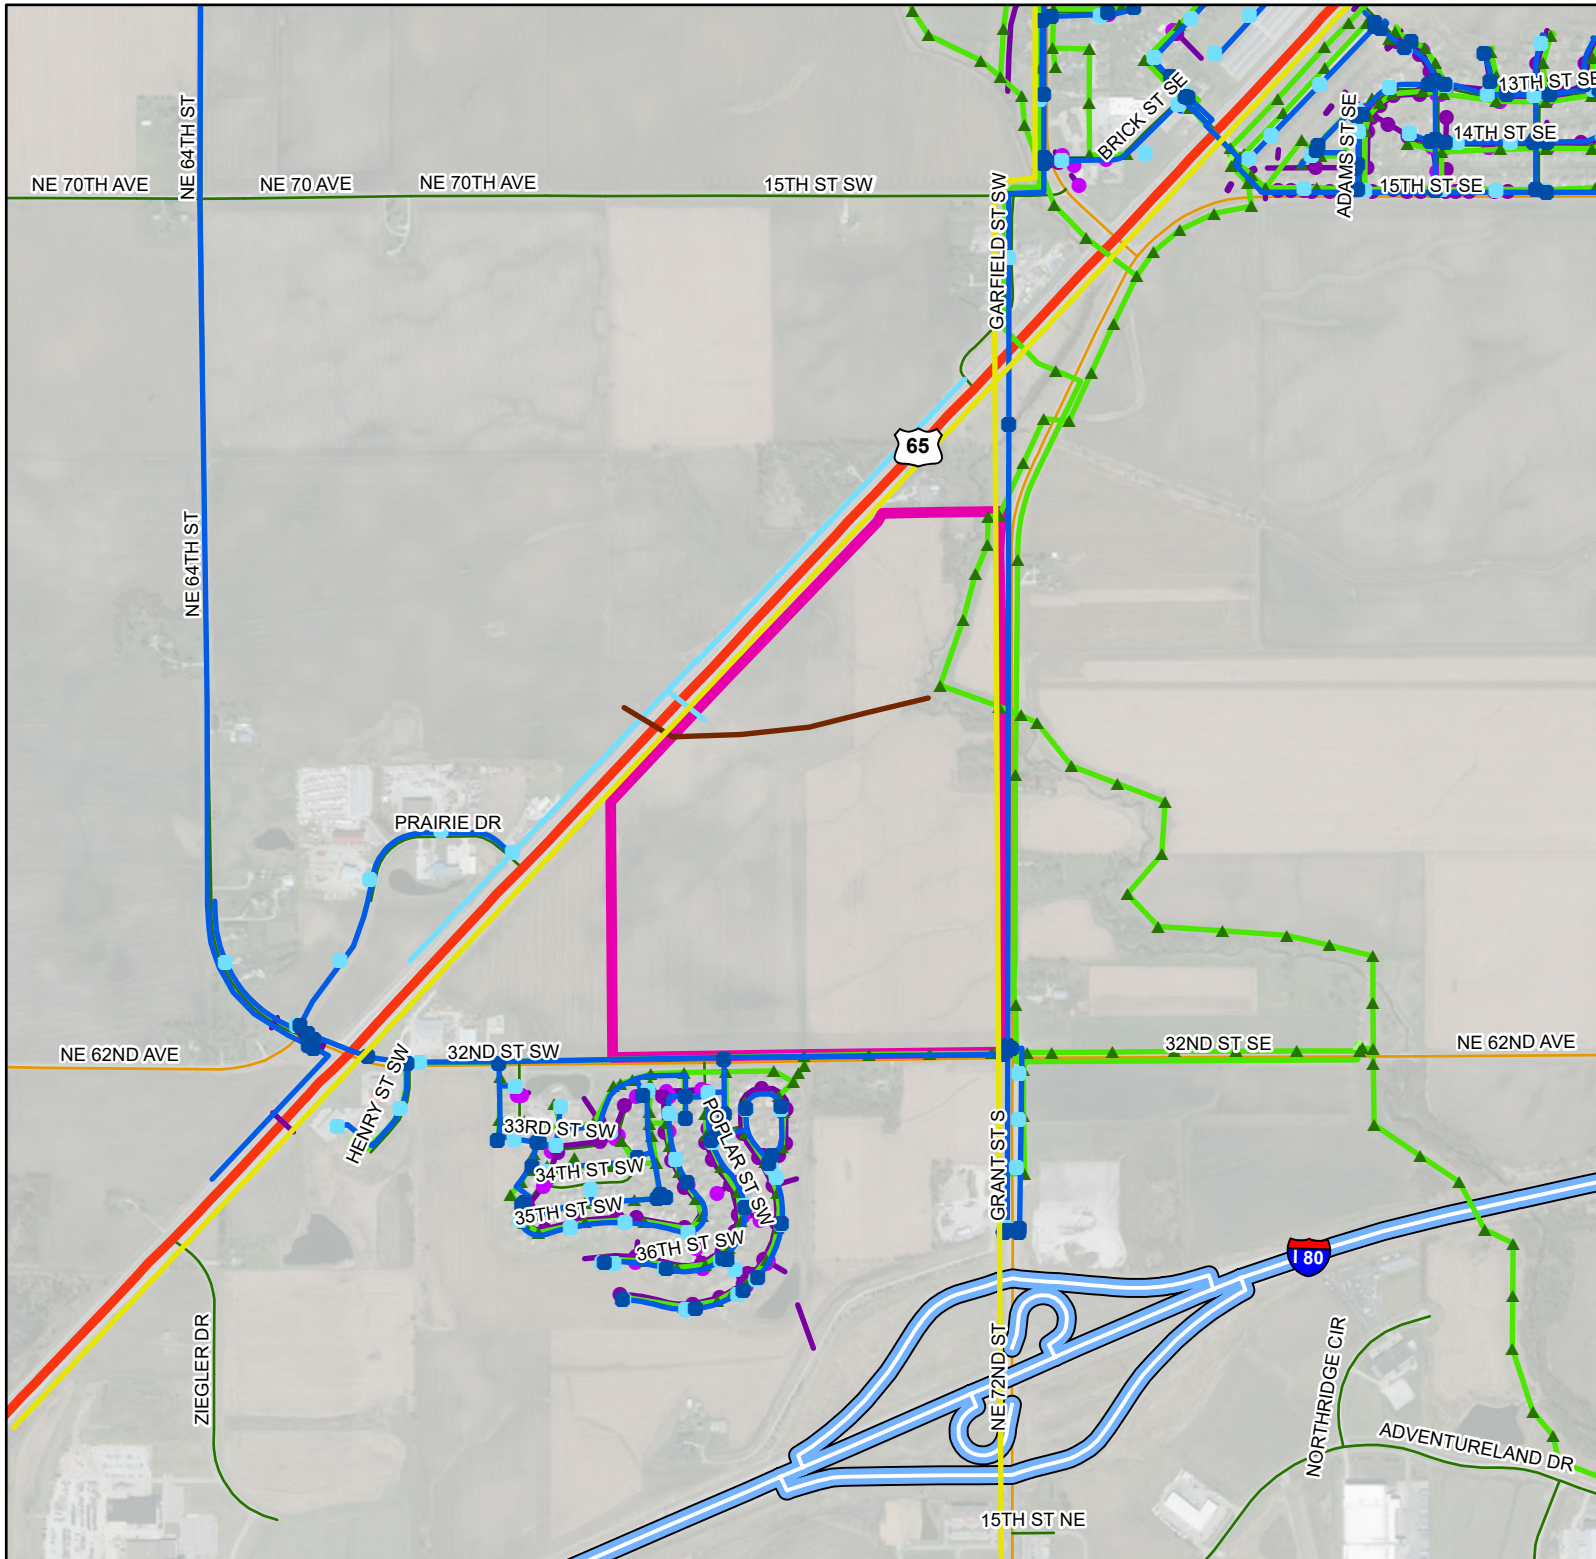 13TH ST SE
BRICK ST SE
ADAMS ST SE
14TH ST SE
NE 64TH ST
NE 70TH AVE
NE 70 AVE
NE 70TH AVE
15TH ST SW
15TH ST SE
GARFIELD ST SW
65
NE 64TH ST
PRAIRIE DR
NE 62ND AVE
32ND ST SW
32ND ST SE
NE 62ND AVE
HENRY ST SW
33RD ST SW
POPLAR ST SW
34TH ST SW
GRANT ST S
35TH ST SW
36TH ST SW
I 80
ZIEGLER DR
NE 72ND ST
NORTHRIDGE CIR
ADVENTURELAND DR
15TH ST NE